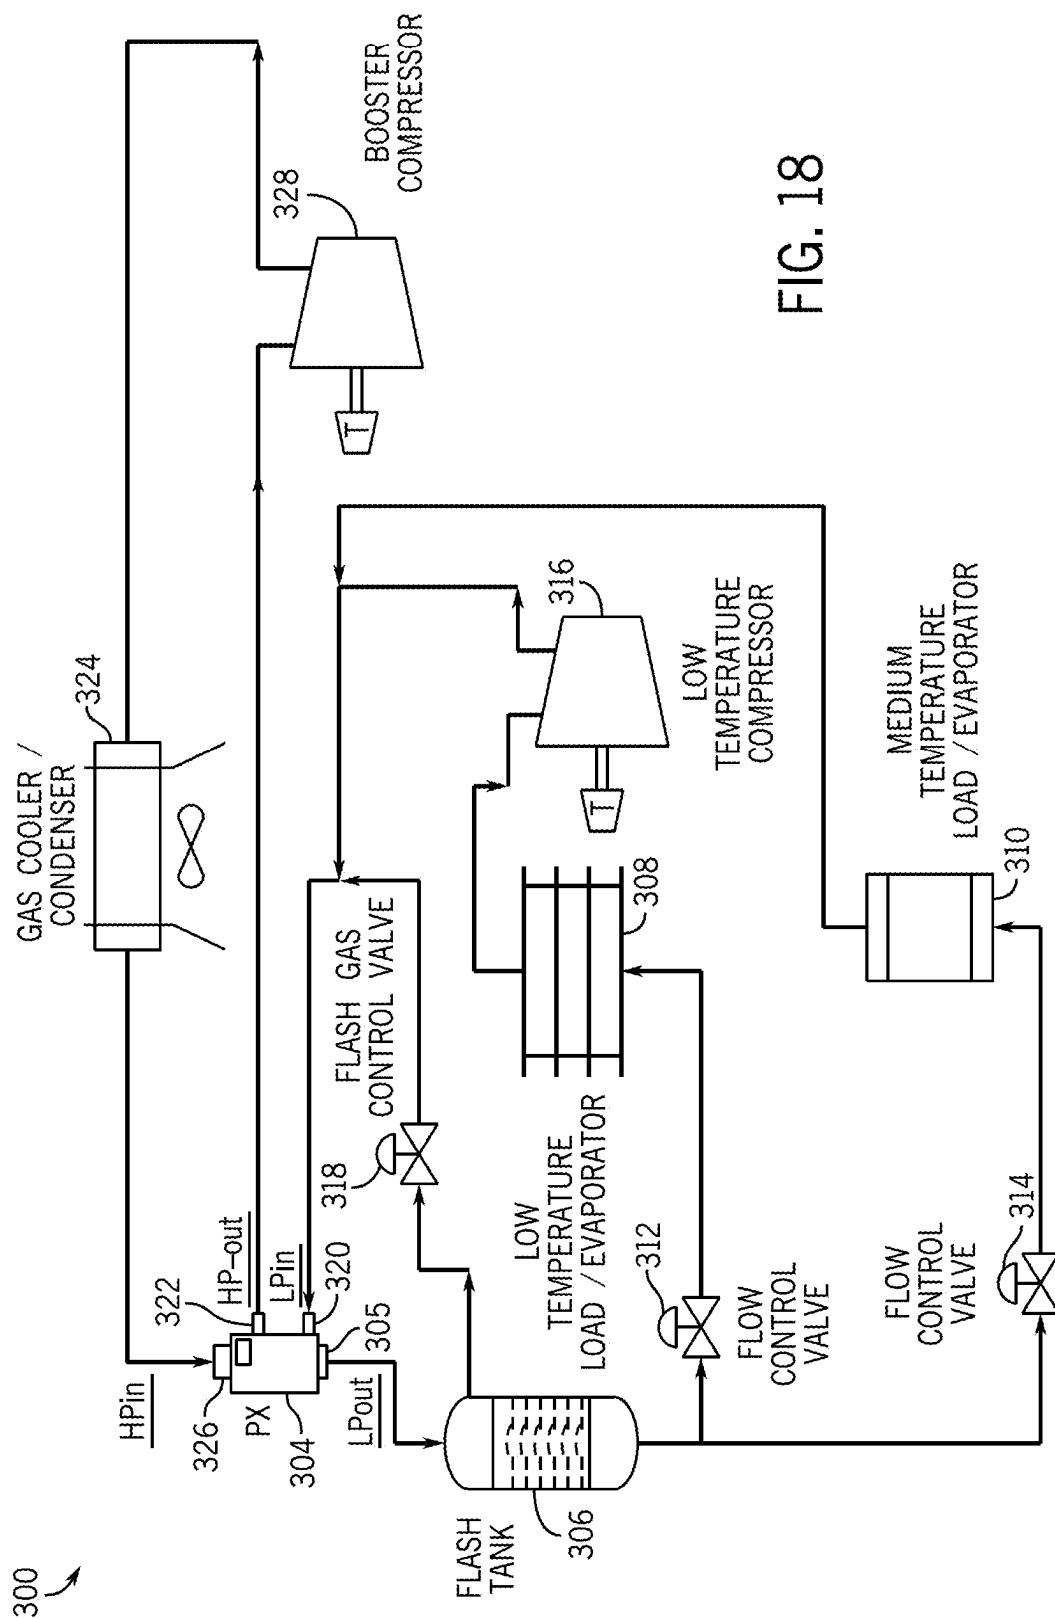 300
GAS COOLER /
CONDENSER
324
HPin
326
PX
304
322
HP-out
LPin
320
305
LPout
328
BOOSTER
COMPRESSOR
FLASH GAS
CONTROL VALVE
318
FLASH
TANK
306
LOW
TEMPERATURE
LOAD / EVAPORATOR
308
316
T
T
LOW
TEMPERATURE
COMPRESSOR
312
FLOW
CONTROL
VALVE
MEDIUM
TEMPERATURE
LOAD / EVAPORATOR
310
FLOW
CONTROL
VALVE
314
FIG. 18